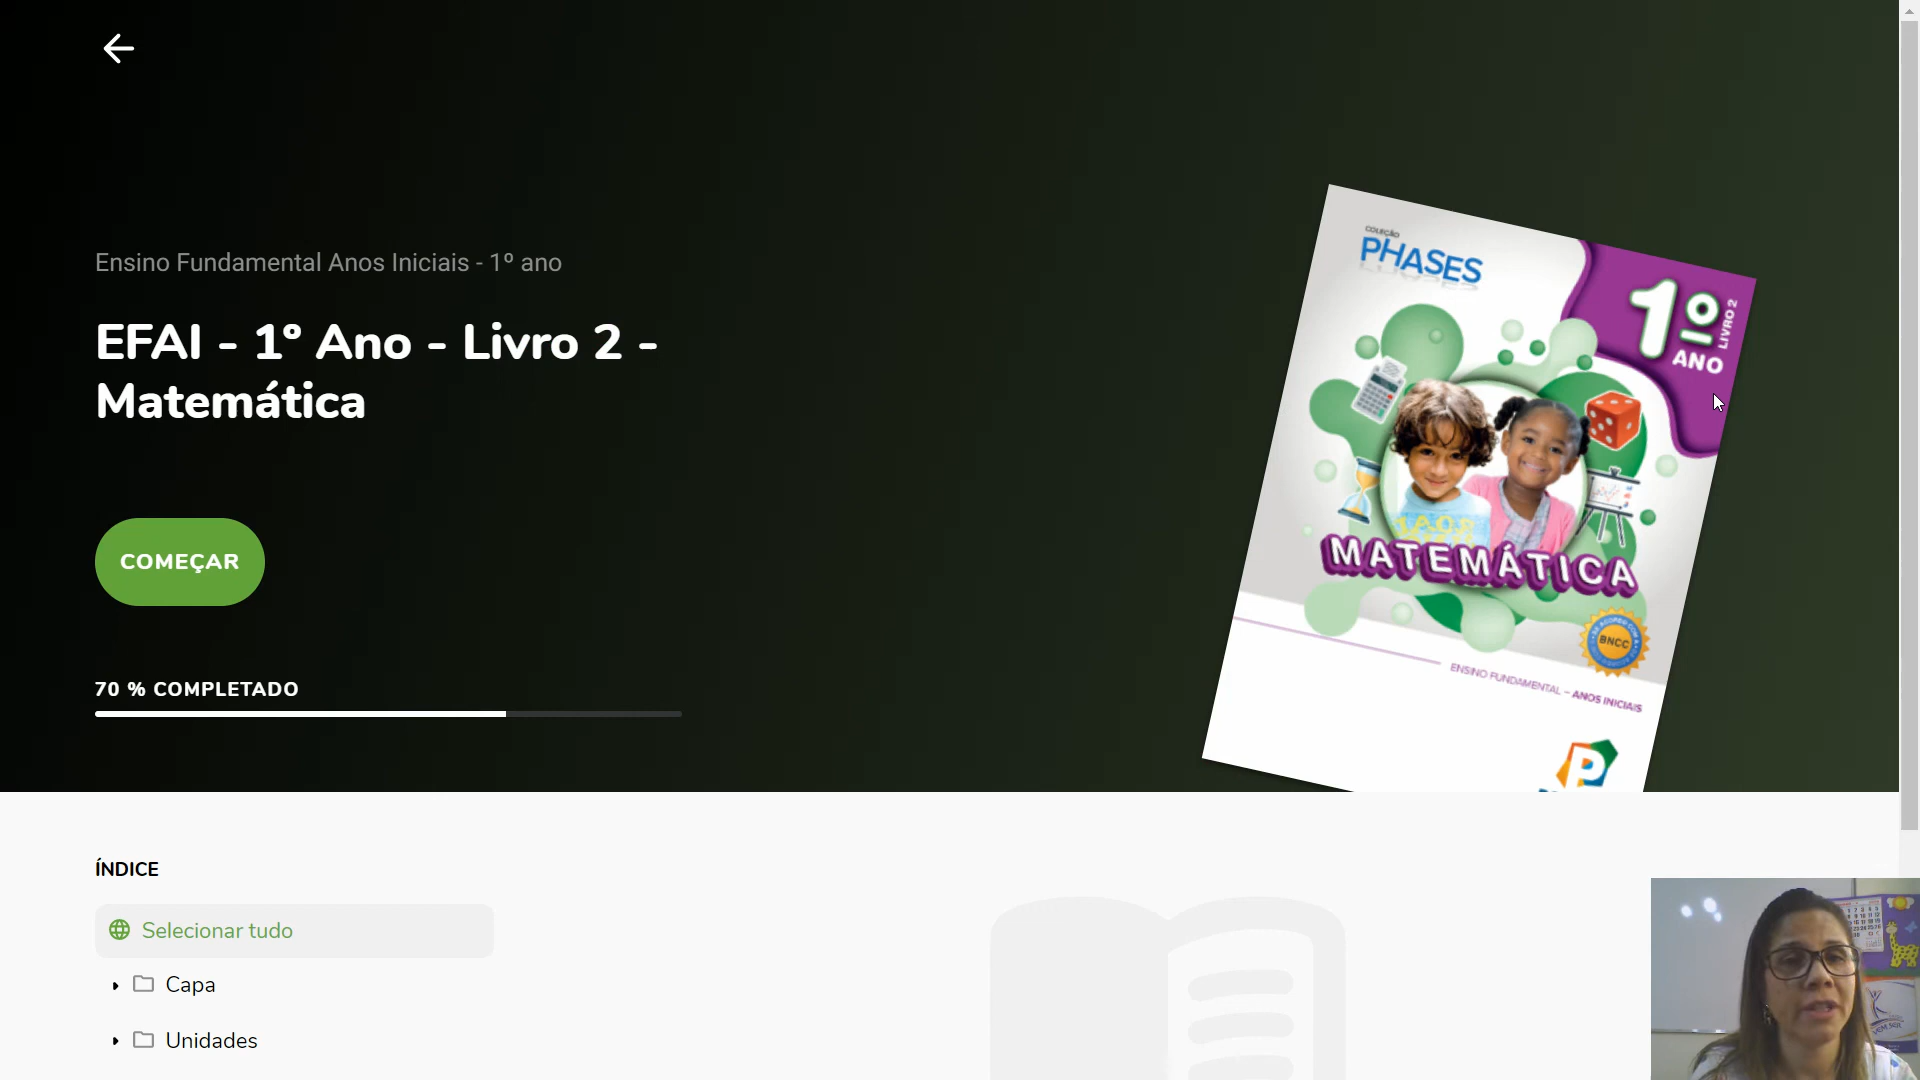 Ensino Fundamental Anos Iniciais - 1º ano
EFAI - 1º Ano - Livro 2 -
Matemática
COMEÇAR
70 % COMPLETADO
COLEÇÃO
PHASES
1º
ANO
LIVRO 2
MATEMÁTICA
BNCC
ENSINO FUNDAMENTAL – ANOS INICIAIS
P
ÍNDICE
Selecionar tudo
Capa
Unidades